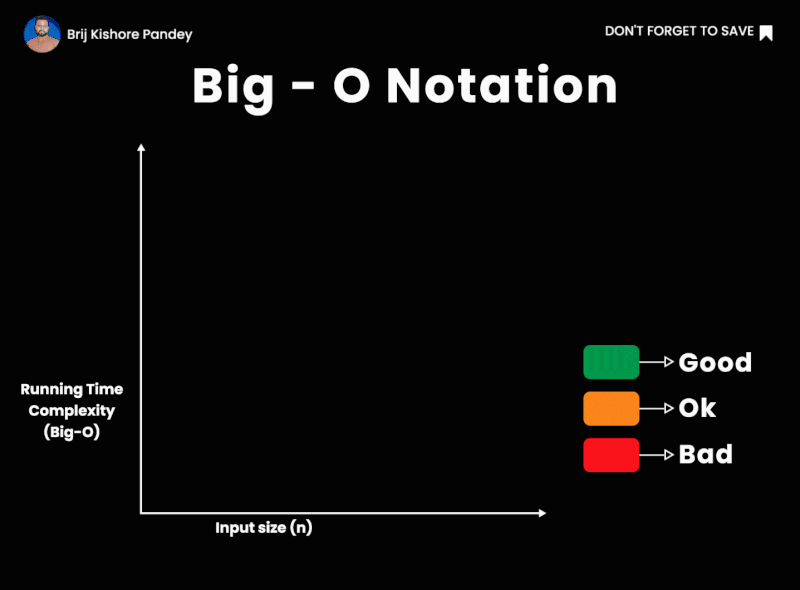 Brij Kishore Pandey
DON'T FORGET TO SAVE
Big - O Notation
Running Time
Complexity
(Big-O)
Input size (n)
Good
Ok
Bad